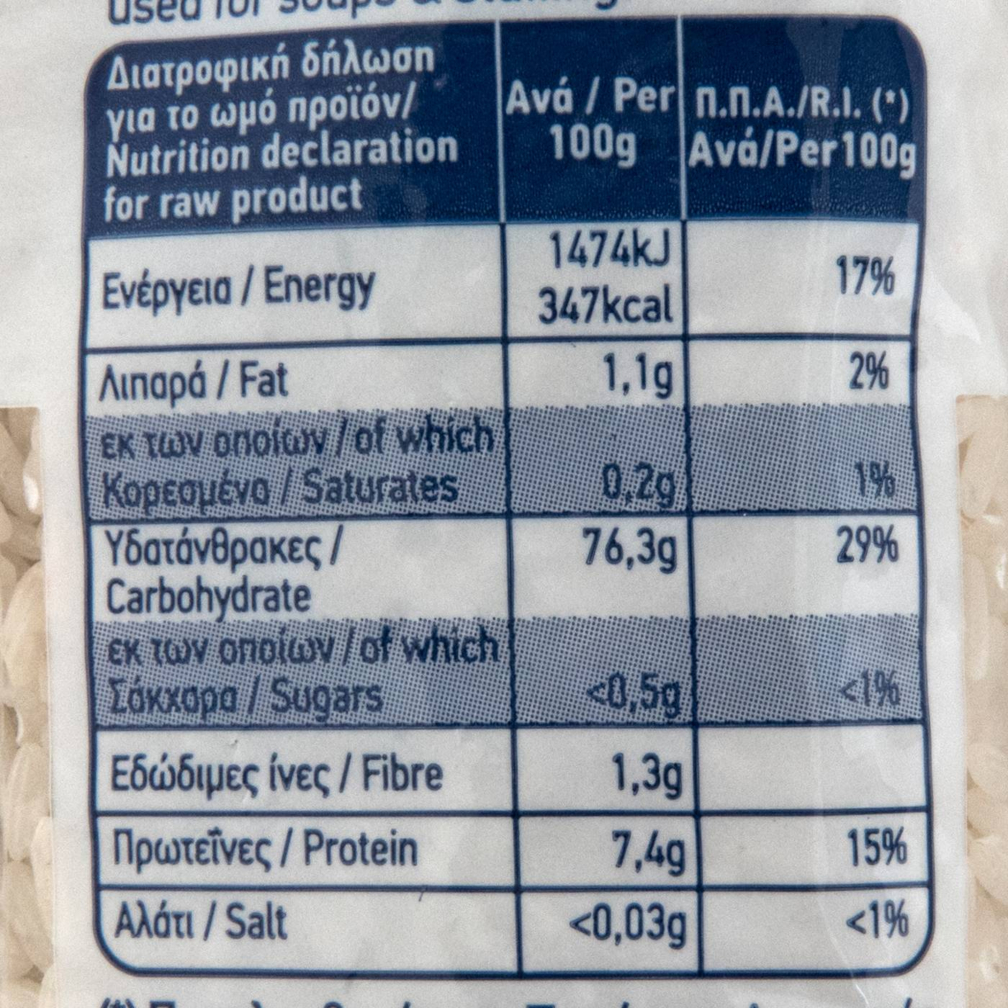 used for soups &
Διατροφική δήλωση
για το ωμό προϊόν/
Nutrition declaration
for raw product
Ανά / Per
100g
Π.Π.Α./R.I. (*)
Ανά/Per100g
Ενέργεια / Energy
1474kJ
347kcal
17%
Λιπαρά / Fat
1,1g
2%
εκ των οποίων / of which
Κορεσμένα / Saturates
0,2g
1%
Υδατάνθρακες /
Carbohydrate
76,3g
29%
εκ των οποίων / of which
Σάκχαρα / Sugars
<0,5g
<1%
Εδώδιμες ίνες / Fibre
1,3g
Πρωτεΐνες / Protein
7,4g
15%
Αλάτι / Salt
<0,03g
<1%